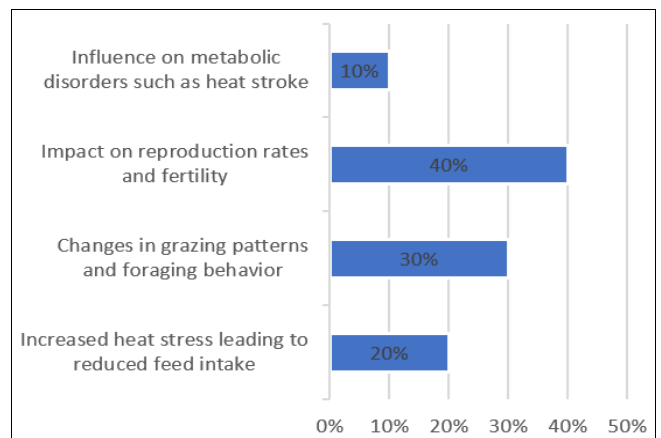 Influence on metabolic
disorders such as heat stroke
10%
Impact on reproduction rates
and fertility
40%
Changes in grazing patterns
and foraging behavior
30%
Increased heat stress leading to
reduced feed intake
20%
0% 10% 20% 30% 40% 50%